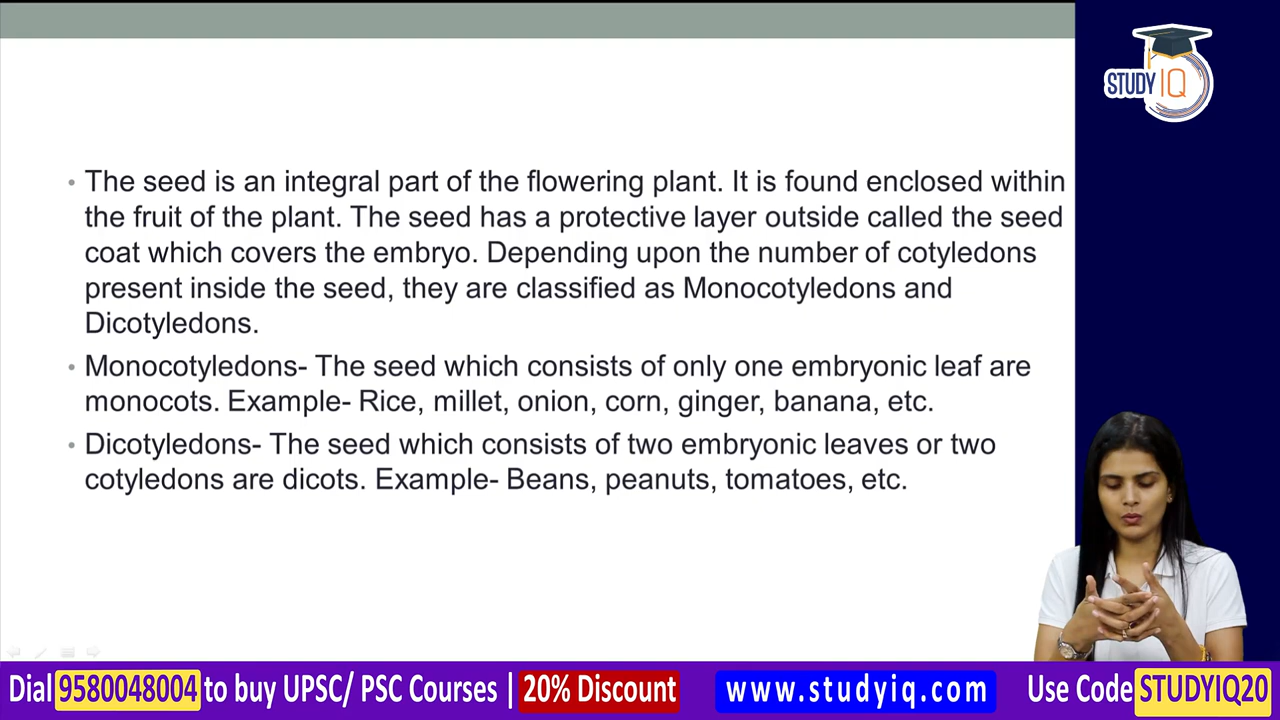 STUDY IQ
• The seed is an integral part of the flowering plant. It is found enclosed within
the fruit of the plant. The seed has a protective layer outside called the seed
coat which covers the embryo. Depending upon the number of cotyledons
present inside the seed, they are classified as Monocotyledons and
Dicotyledons.
• Monocotyledons- The seed which consists of only one embryonic leaf are
monocots. Example- Rice, millet, onion, corn, ginger, banana, etc.
• Dicotyledons- The seed which consists of two embryonic leaves or two
cotyledons are dicots. Example- Beans, peanuts, tomatoes, etc.
Dial 9580048004 to buy UPSC/ PSC Courses | 20% Discount www.studyiq.com Use Code STUDYIQ20